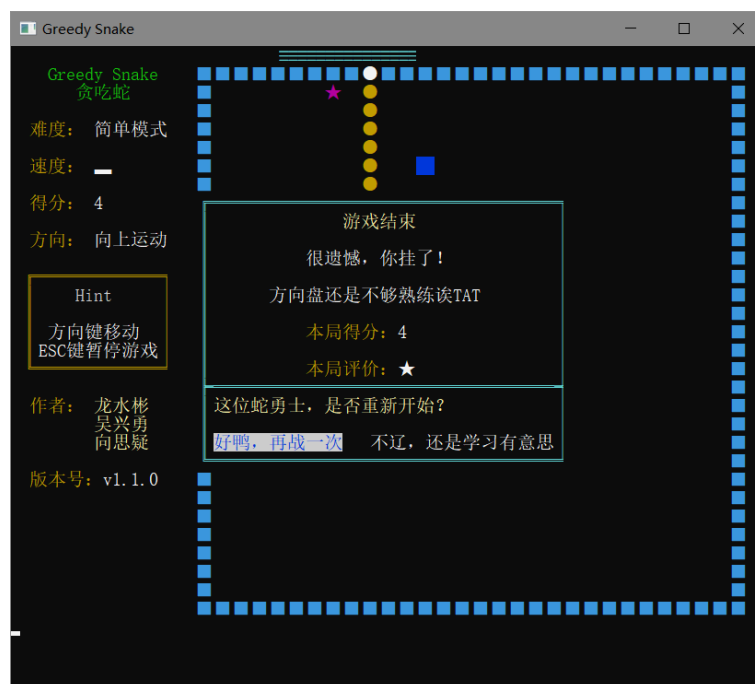 Greedy Snake
Greedy Snake
贪吃蛇
难度： 简单模式
速度：
得分： 4
方向： 向上运动
Hint
方向键移动
ESC键暂停游戏
作者： 龙水彬
吴兴勇
向思疑
版本号：v1.1.0
游戏结束
很遗憾，你挂了！
方向盘还是不够熟练诶TAT
本局得分：4
本局评价：★
这位蛇勇士，是否重新开始？
好鸭，再战一次 不辽，还是学习有意思